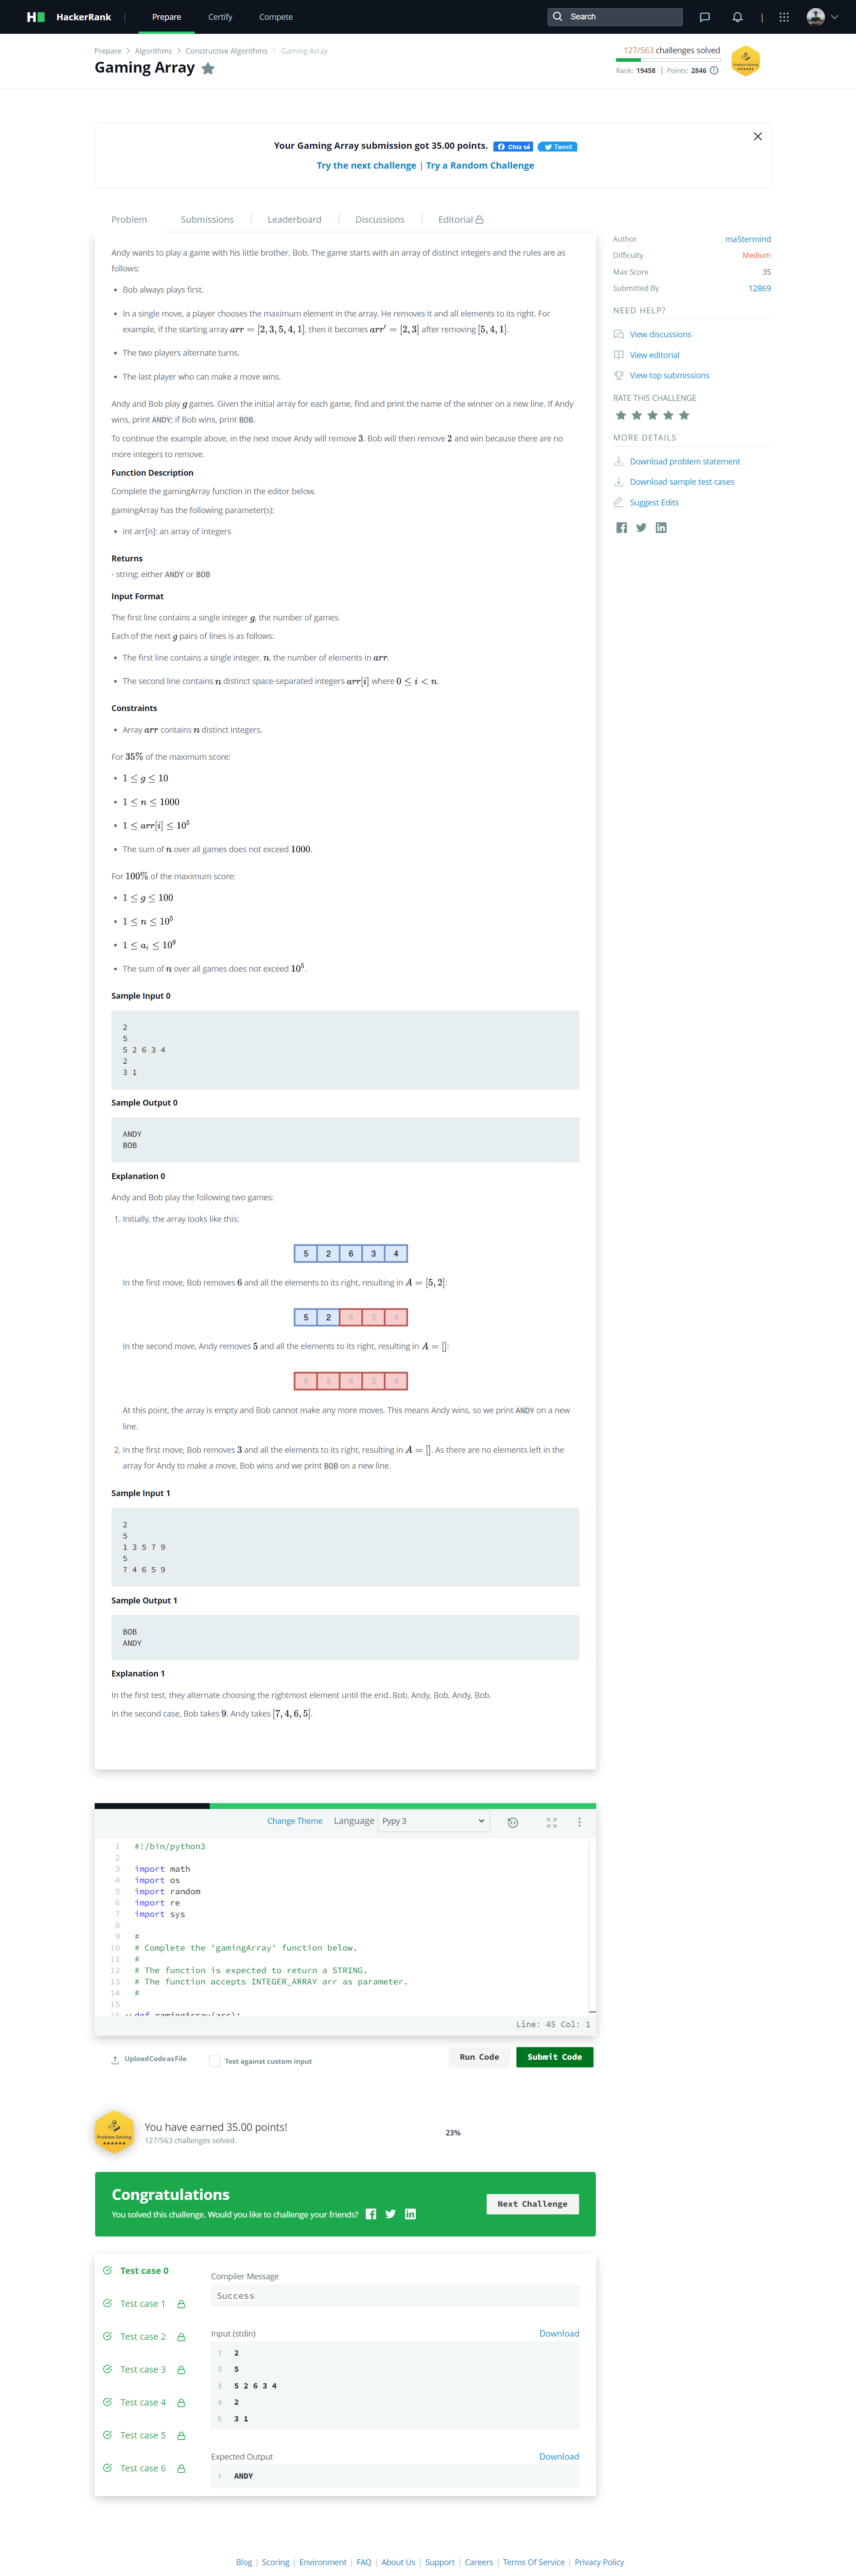 HackerRank | Prepare Certify Compete Search
Prepare > Algorithms > Constructive Algorithms > Gaming Array
Gaming Array
127/563 challenges solved
Rank: 19458 | Points: 2846
Problem Solving
Your Gaming Array submission got 35.00 points. Chia sẻ Tweet
Try the next challenge | Try a Random Challenge
Problem Submissions Leaderboard Discussions Editorial
Andy wants to play a game with his little brother, Bob. The game starts with an array of distinct integers and the rules are as
follows:
• Bob always plays first.
• In a single move, a player chooses the maximum element in the array. He removes it and all elements to its right. For
example, if the starting array arr = [2, 3, 5, 4, 1], then it becomes arr′ = [2, 3] after removing [5, 4, 1].
• The two players alternate turns.
• The last player who can make a move wins.
Andy and Bob play g games. Given the initial array for each game, find and print the name of the winner on a new line. If Andy
wins, print ANDY; if Bob wins, print BOB.
To continue the example above, in the next move Andy will remove 3. Bob will then remove 2 and win because there are no
more integers to remove.
Function Description
Complete the gamingArray function in the editor below.
gamingArray has the following parameter(s):
• int arr[n]: an array of integers
Returns
- string: either ANDY or BOB
Input Format
The first line contains a single integer g, the number of games.
Each of the next g pairs of lines is as follows:
• The first line contains a single integer, n, the number of elements in arr.
• The second line contains n distinct space-separated integers arr[i] where 0 ≤ i < n.
Constraints
• Array arr contains n distinct integers.
For 35% of the maximum score:
• 1 ≤ g ≤ 10
• 1 ≤ n ≤ 1000
• 1 ≤ arr[i] ≤ 10⁵
• The sum of n over all games does not exceed 1000.
For 100% of the maximum score:
• 1 ≤ g ≤ 100
• 1 ≤ n ≤ 10⁵
• 1 ≤ aᵢ ≤ 10⁹
• The sum of n over all games does not exceed 10⁵.
Sample Input 0
2
5
5 2 6 3 4
2
3 1
Sample Output 0
ANDY
BOB
Explanation 0
Andy and Bob play the following two games:
1. Initially, the array looks like this:
5 2 6 3 4
In the first move, Bob removes 6 and all the elements to its right, resulting in A = [5, 2]:
5 2 6 3 4
In the second move, Andy removes 5 and all the elements to its right, resulting in A = []:
5 2 6 3 4
At this point, the array is empty and Bob cannot make any more moves. This means Andy wins, so we print ANDY on a new
line.
2. In the first move, Bob removes 3 and all the elements to its right, resulting in A = []. As there are no elements left in the
array for Andy to make a move, Bob wins and we print BOB on a new line.
Sample Input 1
2
5
1 3 5 7 9
5
7 4 6 5 9
Sample Output 1
BOB
ANDY
Explanation 1
In the first test, they alternate choosing the rightmost element until the end. Bob, Andy, Bob, Andy, Bob.
In the second case, Bob takes 9, Andy takes [7, 4, 6, 5].
Author ma5termind
Difficulty Medium
Max Score 35
Submitted By 12869
NEED HELP?
View discussions
View editorial
View top submissions
RATE THIS CHALLENGE
MORE DETAILS
Download problem statement
Download sample test cases
Suggest Edits
Change Theme Language Pypy 3
1 #!/bin/python3
2
3 import math
4 import os
5 import random
6 import re
7 import sys
8
9 #
10 # Complete the 'gamingArray' function below.
11 #
12 # The function is expected to return a STRING.
13 # The function accepts INTEGER_ARRAY arr as parameter.
14 #
15
16 def gamingArray(arr):
Line: 45 Col: 1
Upload Code as File Test against custom input Run Code Submit Code
Problem Solving
You have earned 35.00 points!
127/563 challenges solved.
23%
Congratulations
You solved this challenge. Would you like to challenge your friends?
Next Challenge
Test case 0
Test case 1
Test case 2
Test case 3
Test case 4
Test case 5
Test case 6
Compiler Message
Success
Input (stdin) Download
1 2
2 5
3 5 2 6 3 4
4 2
5 3 1
Expected Output Download
1 ANDY
Blog | Scoring | Environment | FAQ | About Us | Support | Careers | Terms Of Service | Privacy Policy